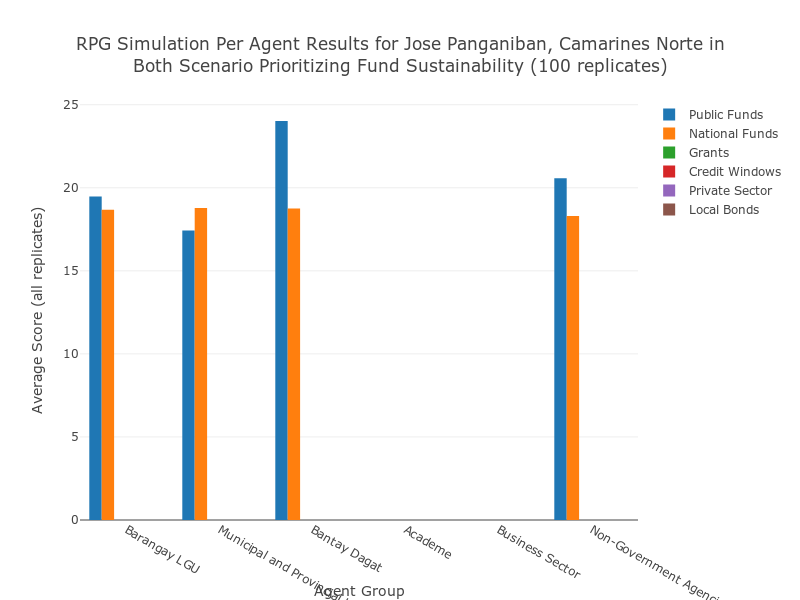 RPG Simulation Per Agent Results for Jose Panganiban, Camarines Norte in
Both Scenario Prioritizing Fund Sustainability (100 replicates)
25
20
15
10
5
0
Average Score (all replicates)
Public Funds
National Funds
Grants
Credit Windows
Private Sector
Local Bonds
Barangay LGU
Municipal and
Bantay Dagat
Academe
Business Sector
Non-Government
Agent Group